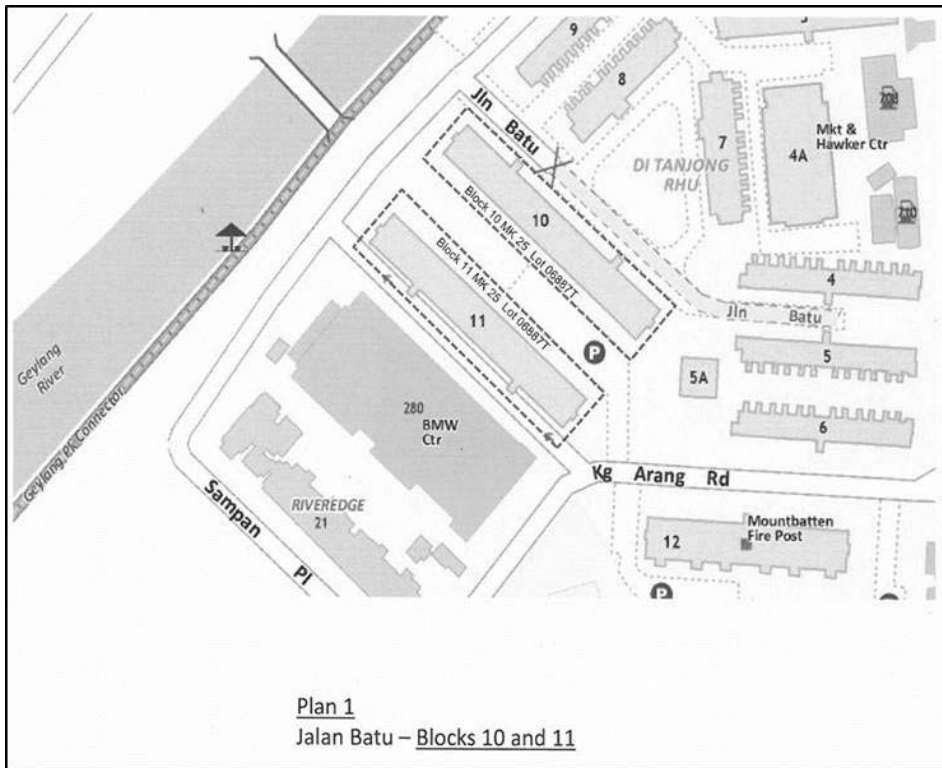 9
3
8
Jln Batu
7
4A
Mkt &
Hawker Ctr
708
DI TANJONG
RHU
710
10
Block 10 MK 25 Lot 06887T
Block 11 MK 25 Lot 06887T
11
4
Jln Batu
P
5
5A
6
Geylang
River
Geylang PK Connector
280
BMW
Ctr
Kg Arang Rd
RIVEREDGE
21
Sampan Pl
Mountbatten
Fire Post
12
P
Plan 1
Jalan Batu – Blocks 10 and 11